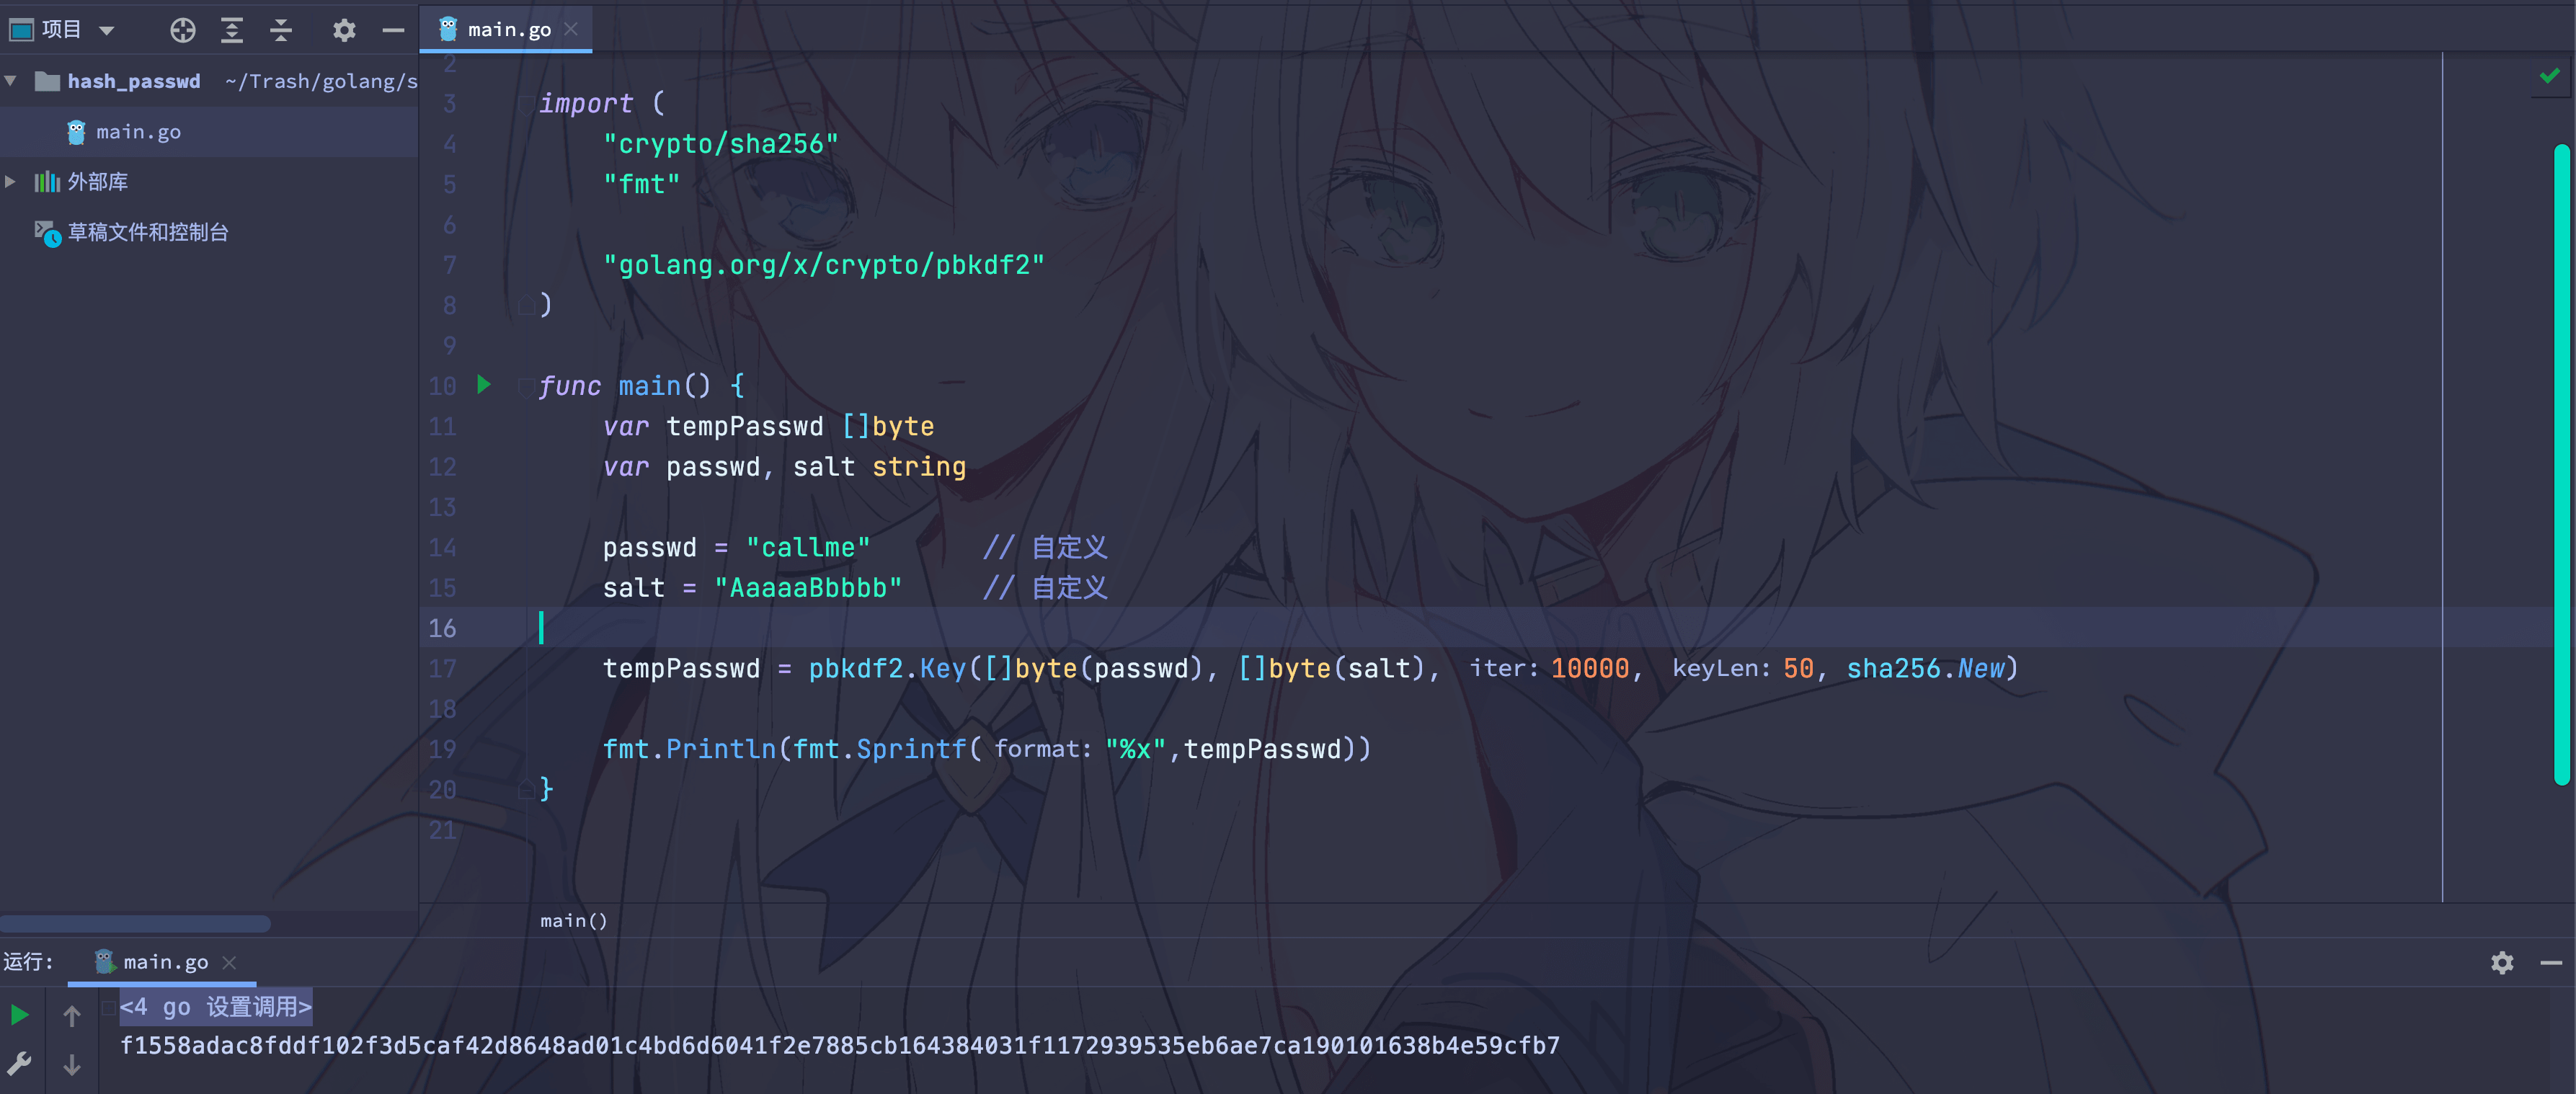 项目
main.go
hash_passwd ~/Trash/golang/s
main.go
外部库
草稿文件和控制台
2
3 import (
4 "crypto/sha256"
5 "fmt"
6
7 "golang.org/x/crypto/pbkdf2"
8 )
9
10 func main() {
11 var tempPasswd []byte
12 var passwd, salt string
13
14 passwd = "callme" // 自定义
15 salt = "AaaaaBbbbb" // 自定义
16
17 tempPasswd = pbkdf2.Key([]byte(passwd), []byte(salt), iter: 10000, keyLen: 50, sha256.New)
18
19 fmt.Println(fmt.Sprintf( format: "%x",tempPasswd))
20 }
21
main()
运行: main.go
<4 go 设置调用>
f1558adac8fddf102f3d5caf42d8648ad01c4bd6d6041f2e7885cb164384031f1172939535eb6ae7ca190101638b4e59cfb7